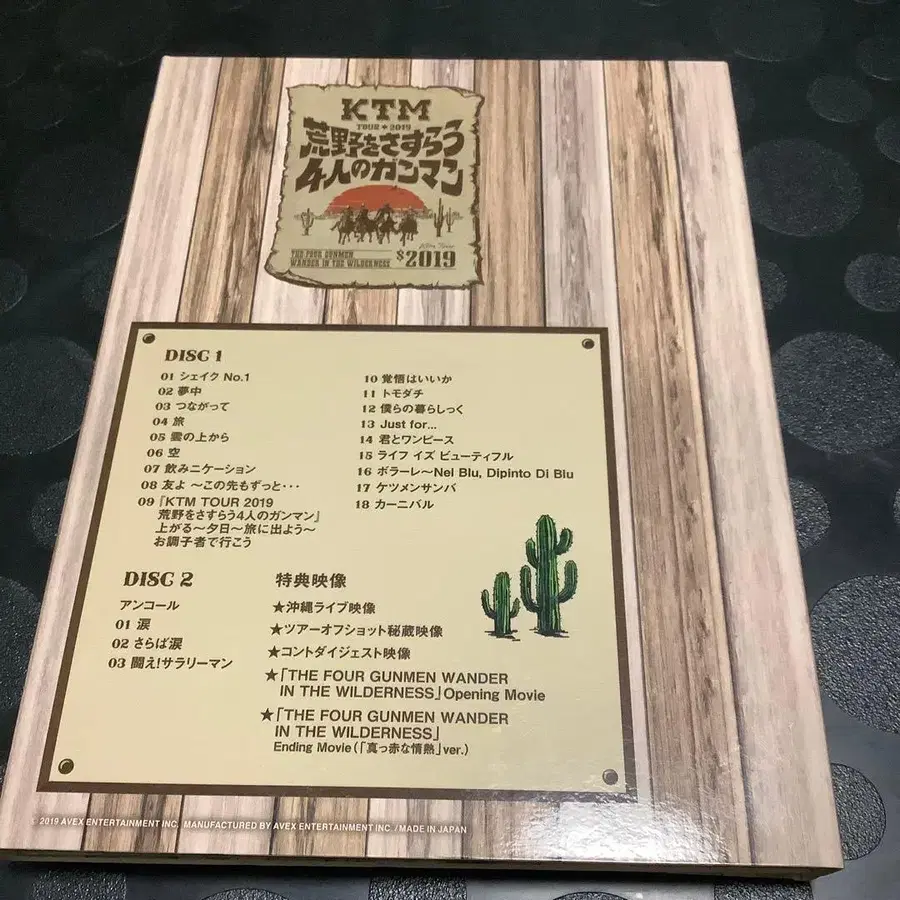 KTM
TOUR ★ 2019
荒野をさすらう
4人のガンマン
THE FOUR GUNMEN
WANDER IN THE WILDERNESS
$2019
DISC 1
01 シェイク No.1
02 夢中
03 つながって
04 旅
05 雲の上から
06 空
07 飲みニケーション
08 友よ ～この先もずっと・・・
09 「KTM TOUR 2019
荒野をさすらう4人のガンマン」
上がる～夕日～旅に出よう～
お調子者で行こう
10 覚悟はいいか
11 トモダチ
12 僕らの暮らしっく
13 Just for...
14 君とワンピース
15 ライフ イズ ビューティフル
16 ボラーレ～Nel Blu, Dipinto Di Blu
17 ケツメンサンバ
18 カーニバル
DISC 2
アンコール
01 涙
02 さらば涙
03 闘え!サラリーマン
特典映像
★沖縄ライブ映像
★ツアーオフショット秘蔵映像
★コントダイジェスト映像
★「THE FOUR GUNMEN WANDER
IN THE WILDERNESS」Opening Movie
★「THE FOUR GUNMEN WANDER
IN THE WILDERNESS」
Ending Movie（「真っ赤な情熱」ver.）
© 2019 AVEX ENTERTAINMENT INC. MANUFACTURED BY AVEX ENTERTAINMENT INC. / MADE IN JAPAN